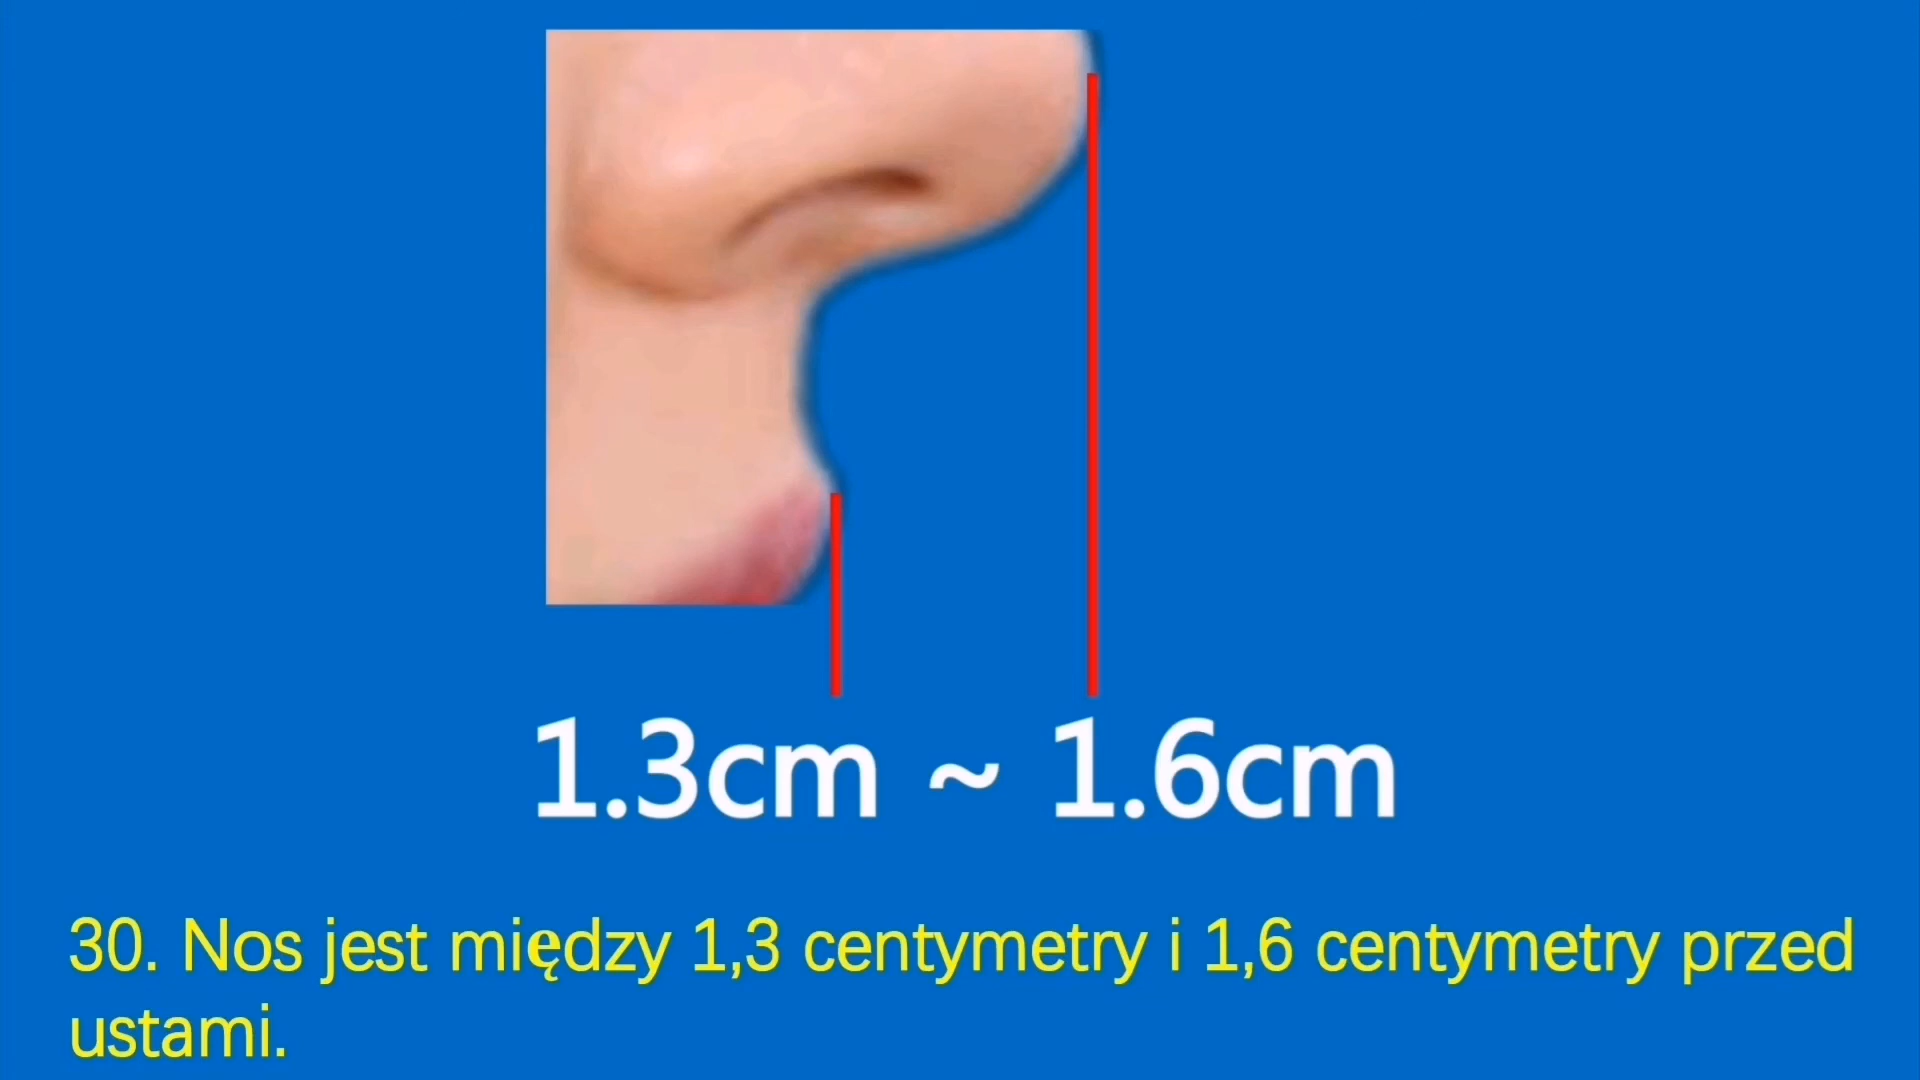 1.3cm ~ 1.6cm
30. Nos jest między 1,3 centymetry i 1,6 centymetry przed
ustami.